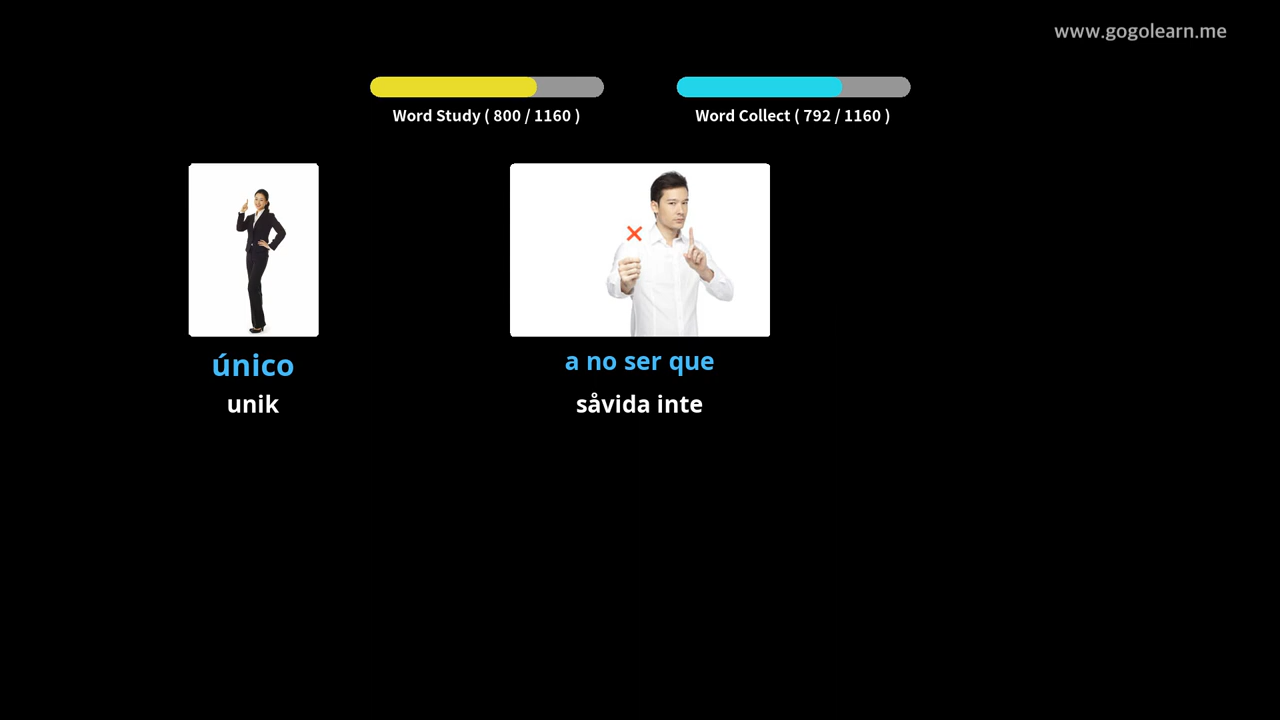 www.gogolearn.me
Word Study ( 800 / 1160 )
Word Collect ( 792 / 1160 )
único
unik
a no ser que
såvida inte